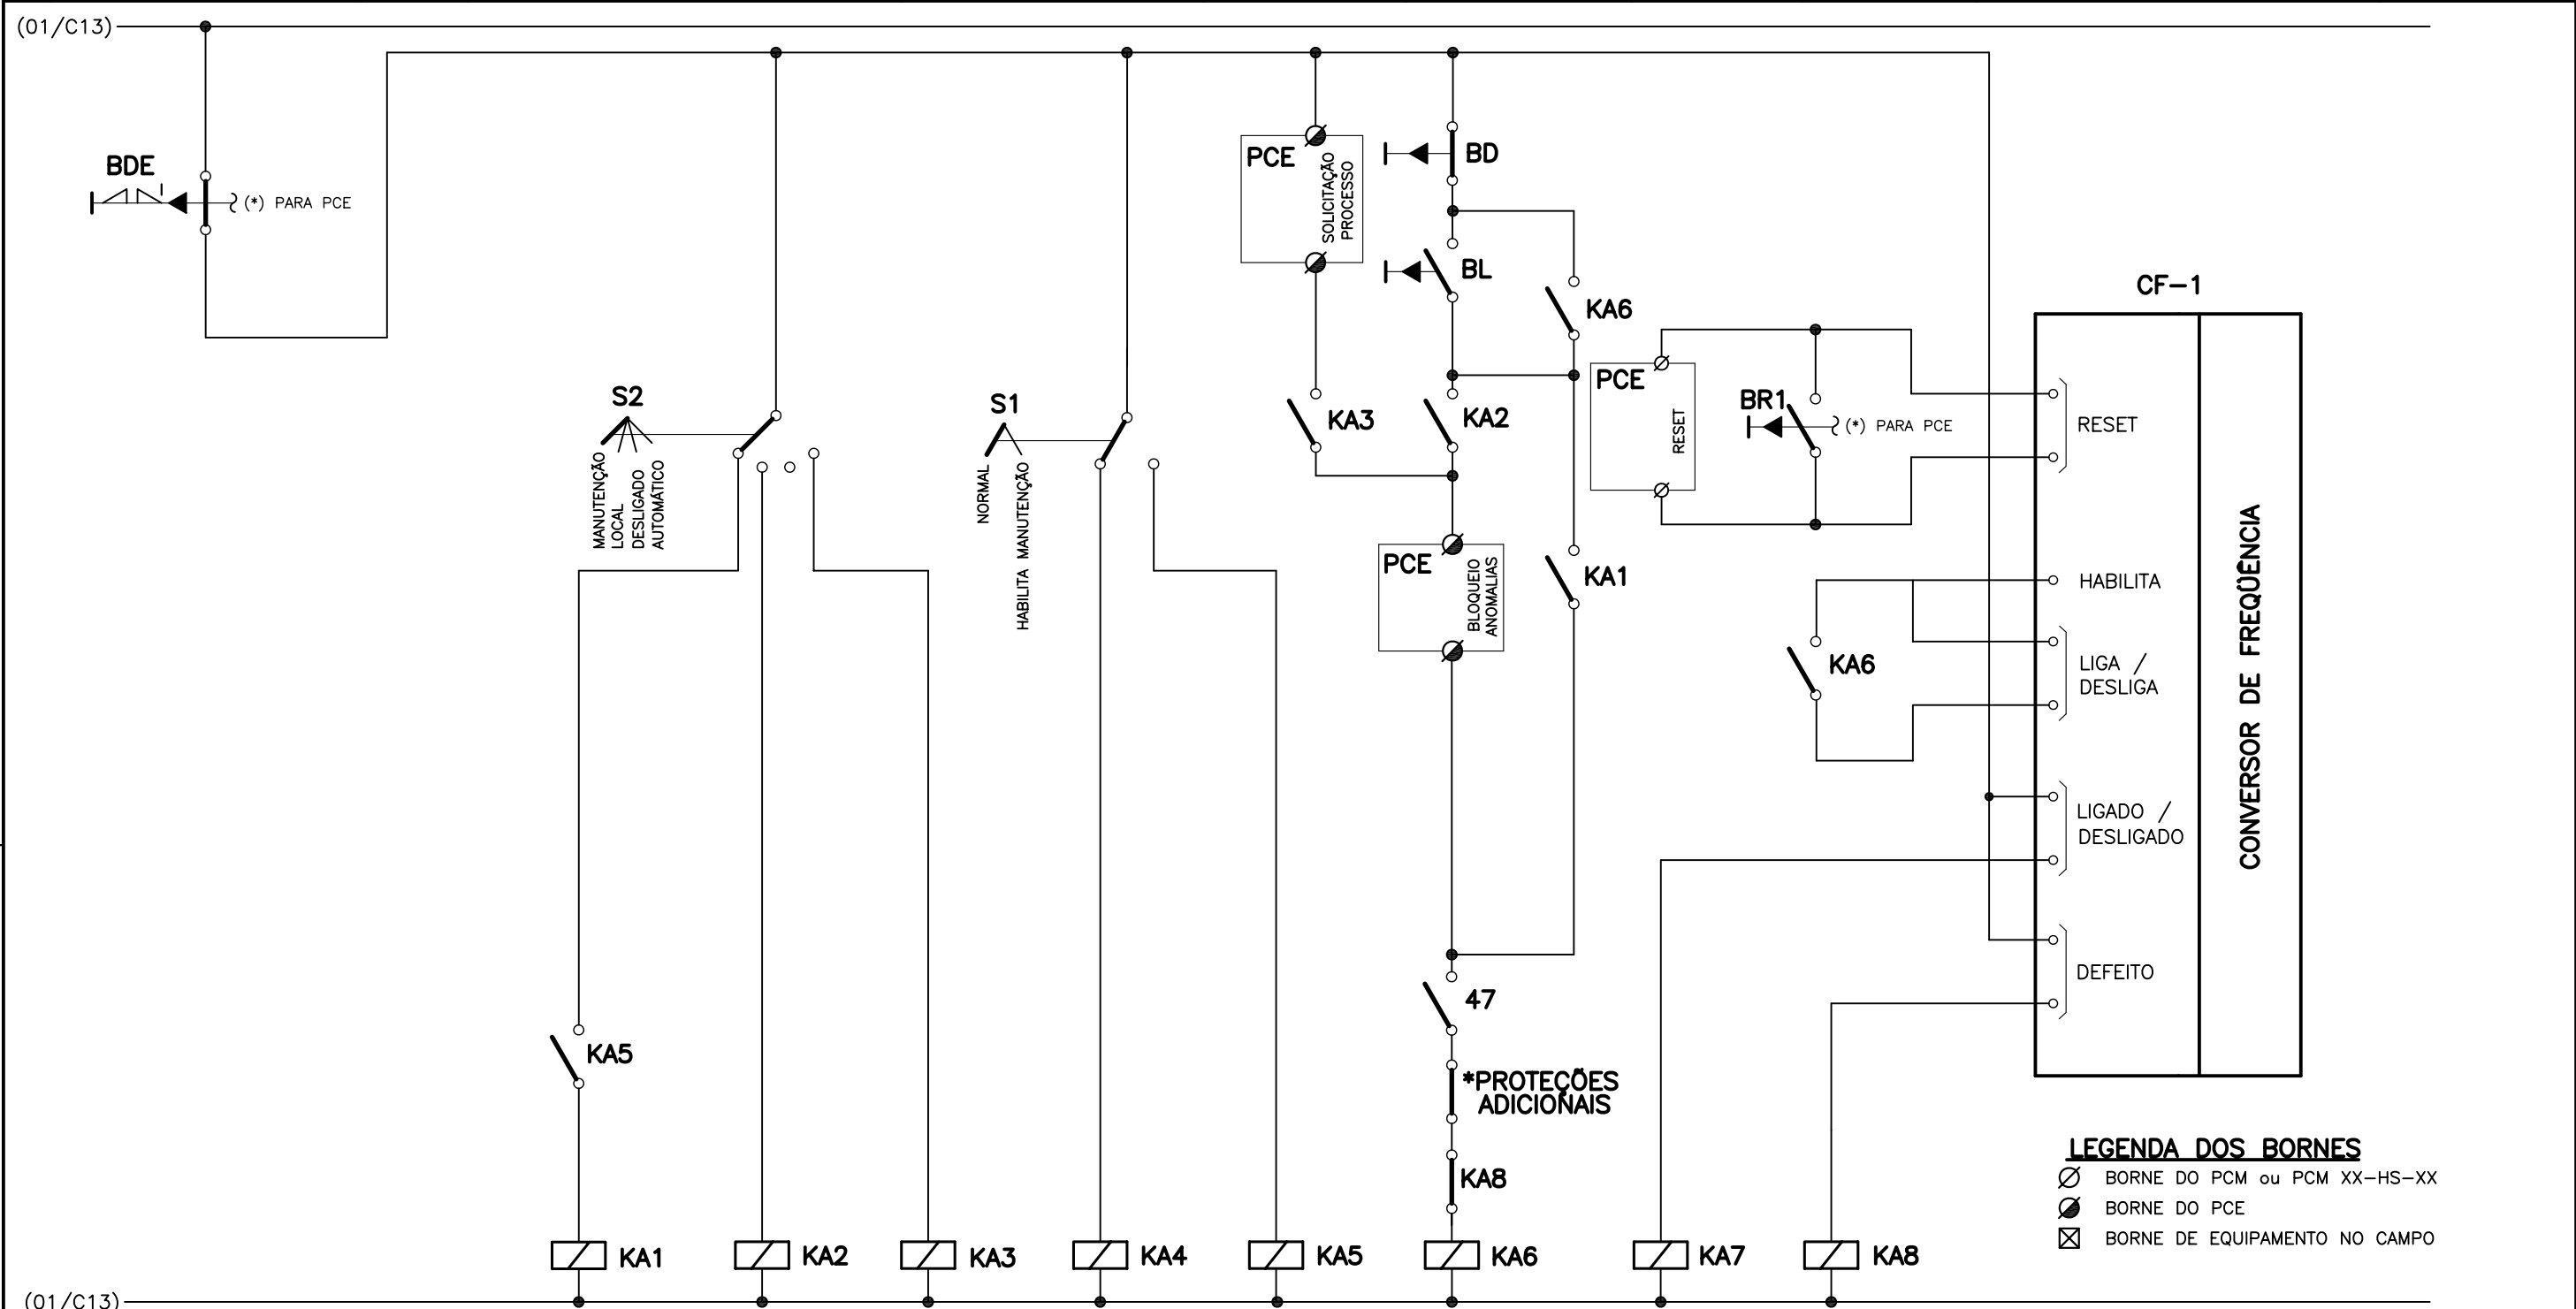 (01/C13)
BDE
(*) PARA PCE
S2
MANUTENÇÃO
LOCAL
DESLIGADO
AUTOMÁTICO
S1
NORMAL
HABILITA MANUTENÇÃO
PCE
SOLICITAÇÃO
PROCESSO
BD
BL
KA6
KA3
KA2
PCE
RESET
BR1
(*) PARA PCE
PCE
BLOQUEIO
ANOMALIAS
KA1
KA6
CF-1
RESET
HABILITA
LIGA /
DESLIGA
LIGADO /
DESLIGADO
DEFEITO
CONVERSOR DE FREQÜÊNCIA
KA5
47
*PROTEÇÕES
ADICIONAIS
KA8
LEGENDA DOS BORNES
BORNE DO PCM ou PCM XX-HS-XX
BORNE DO PCE
BORNE DE EQUIPAMENTO NO CAMPO
KA1
KA2
KA3
KA4
KA5
KA6
KA7
KA8
(01/C13)